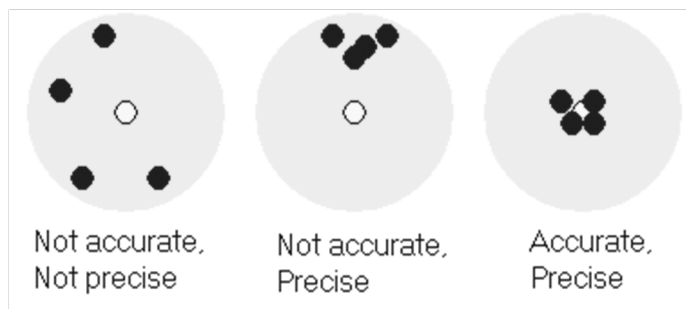 Not accurate,
Not precise
Not accurate,
Precise
Accurate,
Precise